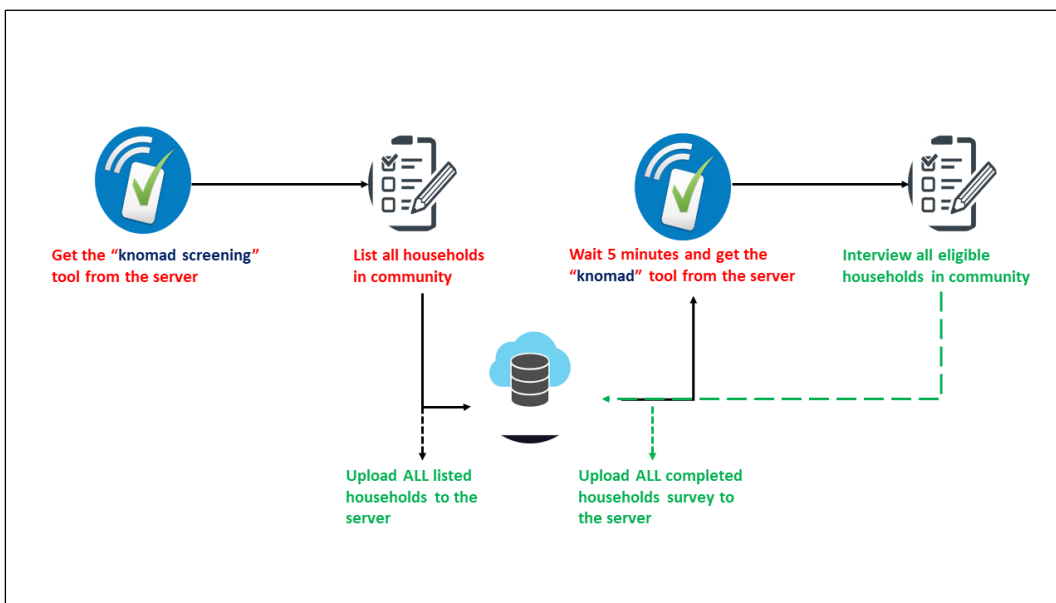 Get the “knomad screening”
tool from the server
List all households
in community
Wait 5 minutes and get the
“knomad” tool from the server
Interview all eligible
households in community
Upload ALL listed
households to the
server
Upload ALL completed
households survey to
the server